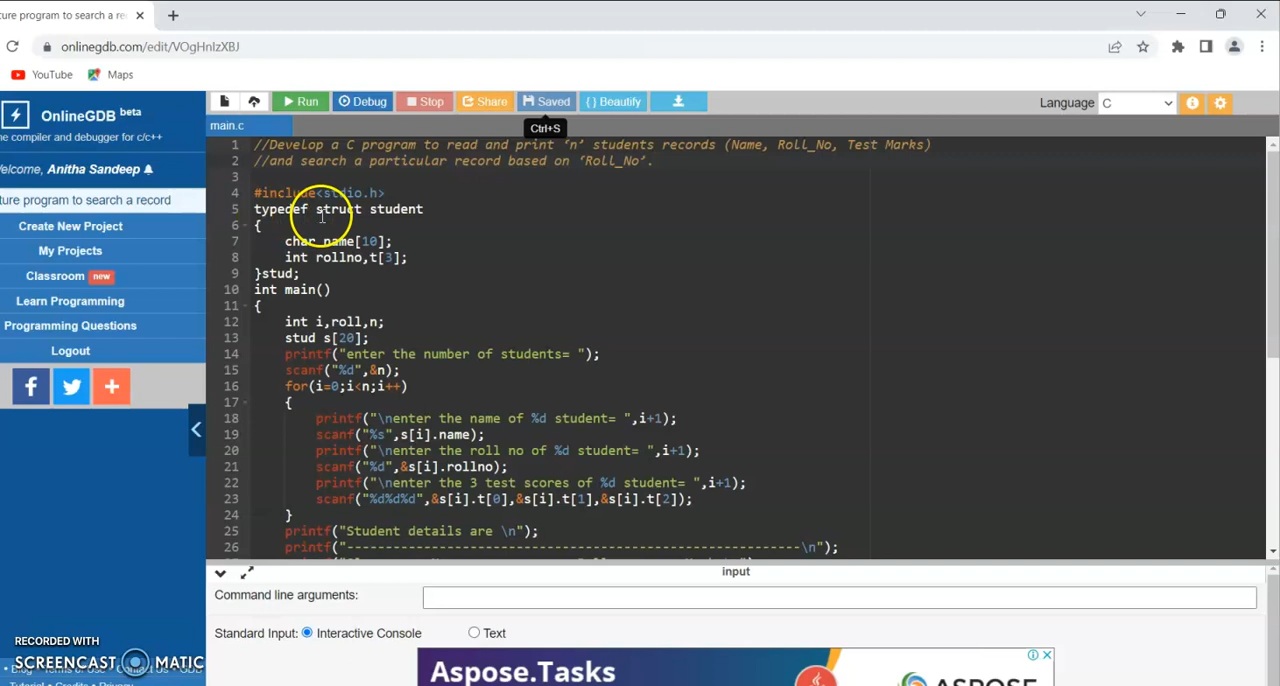 ture program to search a re
onlinegdb.com/edit/VOgHnIzXBJ
YouTube Maps
OnlineGDB beta
ne compiler and debugger for c/c++
elcome, Anitha Sandeep
ture program to search a record
Create New Project
My Projects
Classroom new
Learn Programming
Programming Questions
Logout
Run Debug Stop Share Saved {} Beautify
Language C
main.c
Ctrl+S
1 //Develop a C program to read and print ‘n’ students records (Name, Roll_No, Test Marks)
2 //and search a particular record based on ‘Roll_No’.
3
4 #include<stdio.h>
5 typedef struct student
6 {
7 char name[10];
8 int rollno,t[3];
9 }stud;
10 int main()
11 {
12 int i,roll,n;
13 stud s[20];
14 printf("enter the number of students= ");
15 scanf("%d",&n);
16 for(i=0;i<n;i++)
17 {
18 printf("\nenter the name of %d student= ",i+1);
19 scanf("%s",s[i].name);
20 printf("\nenter the roll no of %d student= ",i+1);
21 scanf("%d",&s[i].rollno);
22 printf("\nenter the 3 test scores of %d student= ",i+1);
23 scanf("%d%d%d",&s[i].t[0],&s[i].t[1],&s[i].t[2]);
24 }
25 printf("Student details are \n");
26 printf("-----------------------------------------------------------\n");
input
Command line arguments:
Standard Input: Interactive Console Text
Aspose.Tasks
ASPOSE
RECORDED WITH
SCREENCAST MATIC